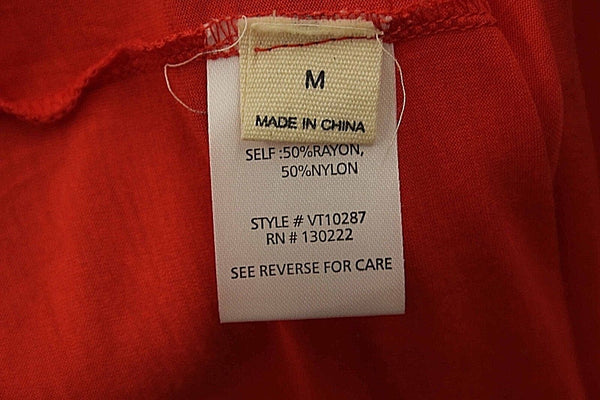 M
MADE IN CHINA
SELF :50%RAYON,
50%NYLON
STYLE # VT10287
RN # 130222
SEE REVERSE FOR CARE